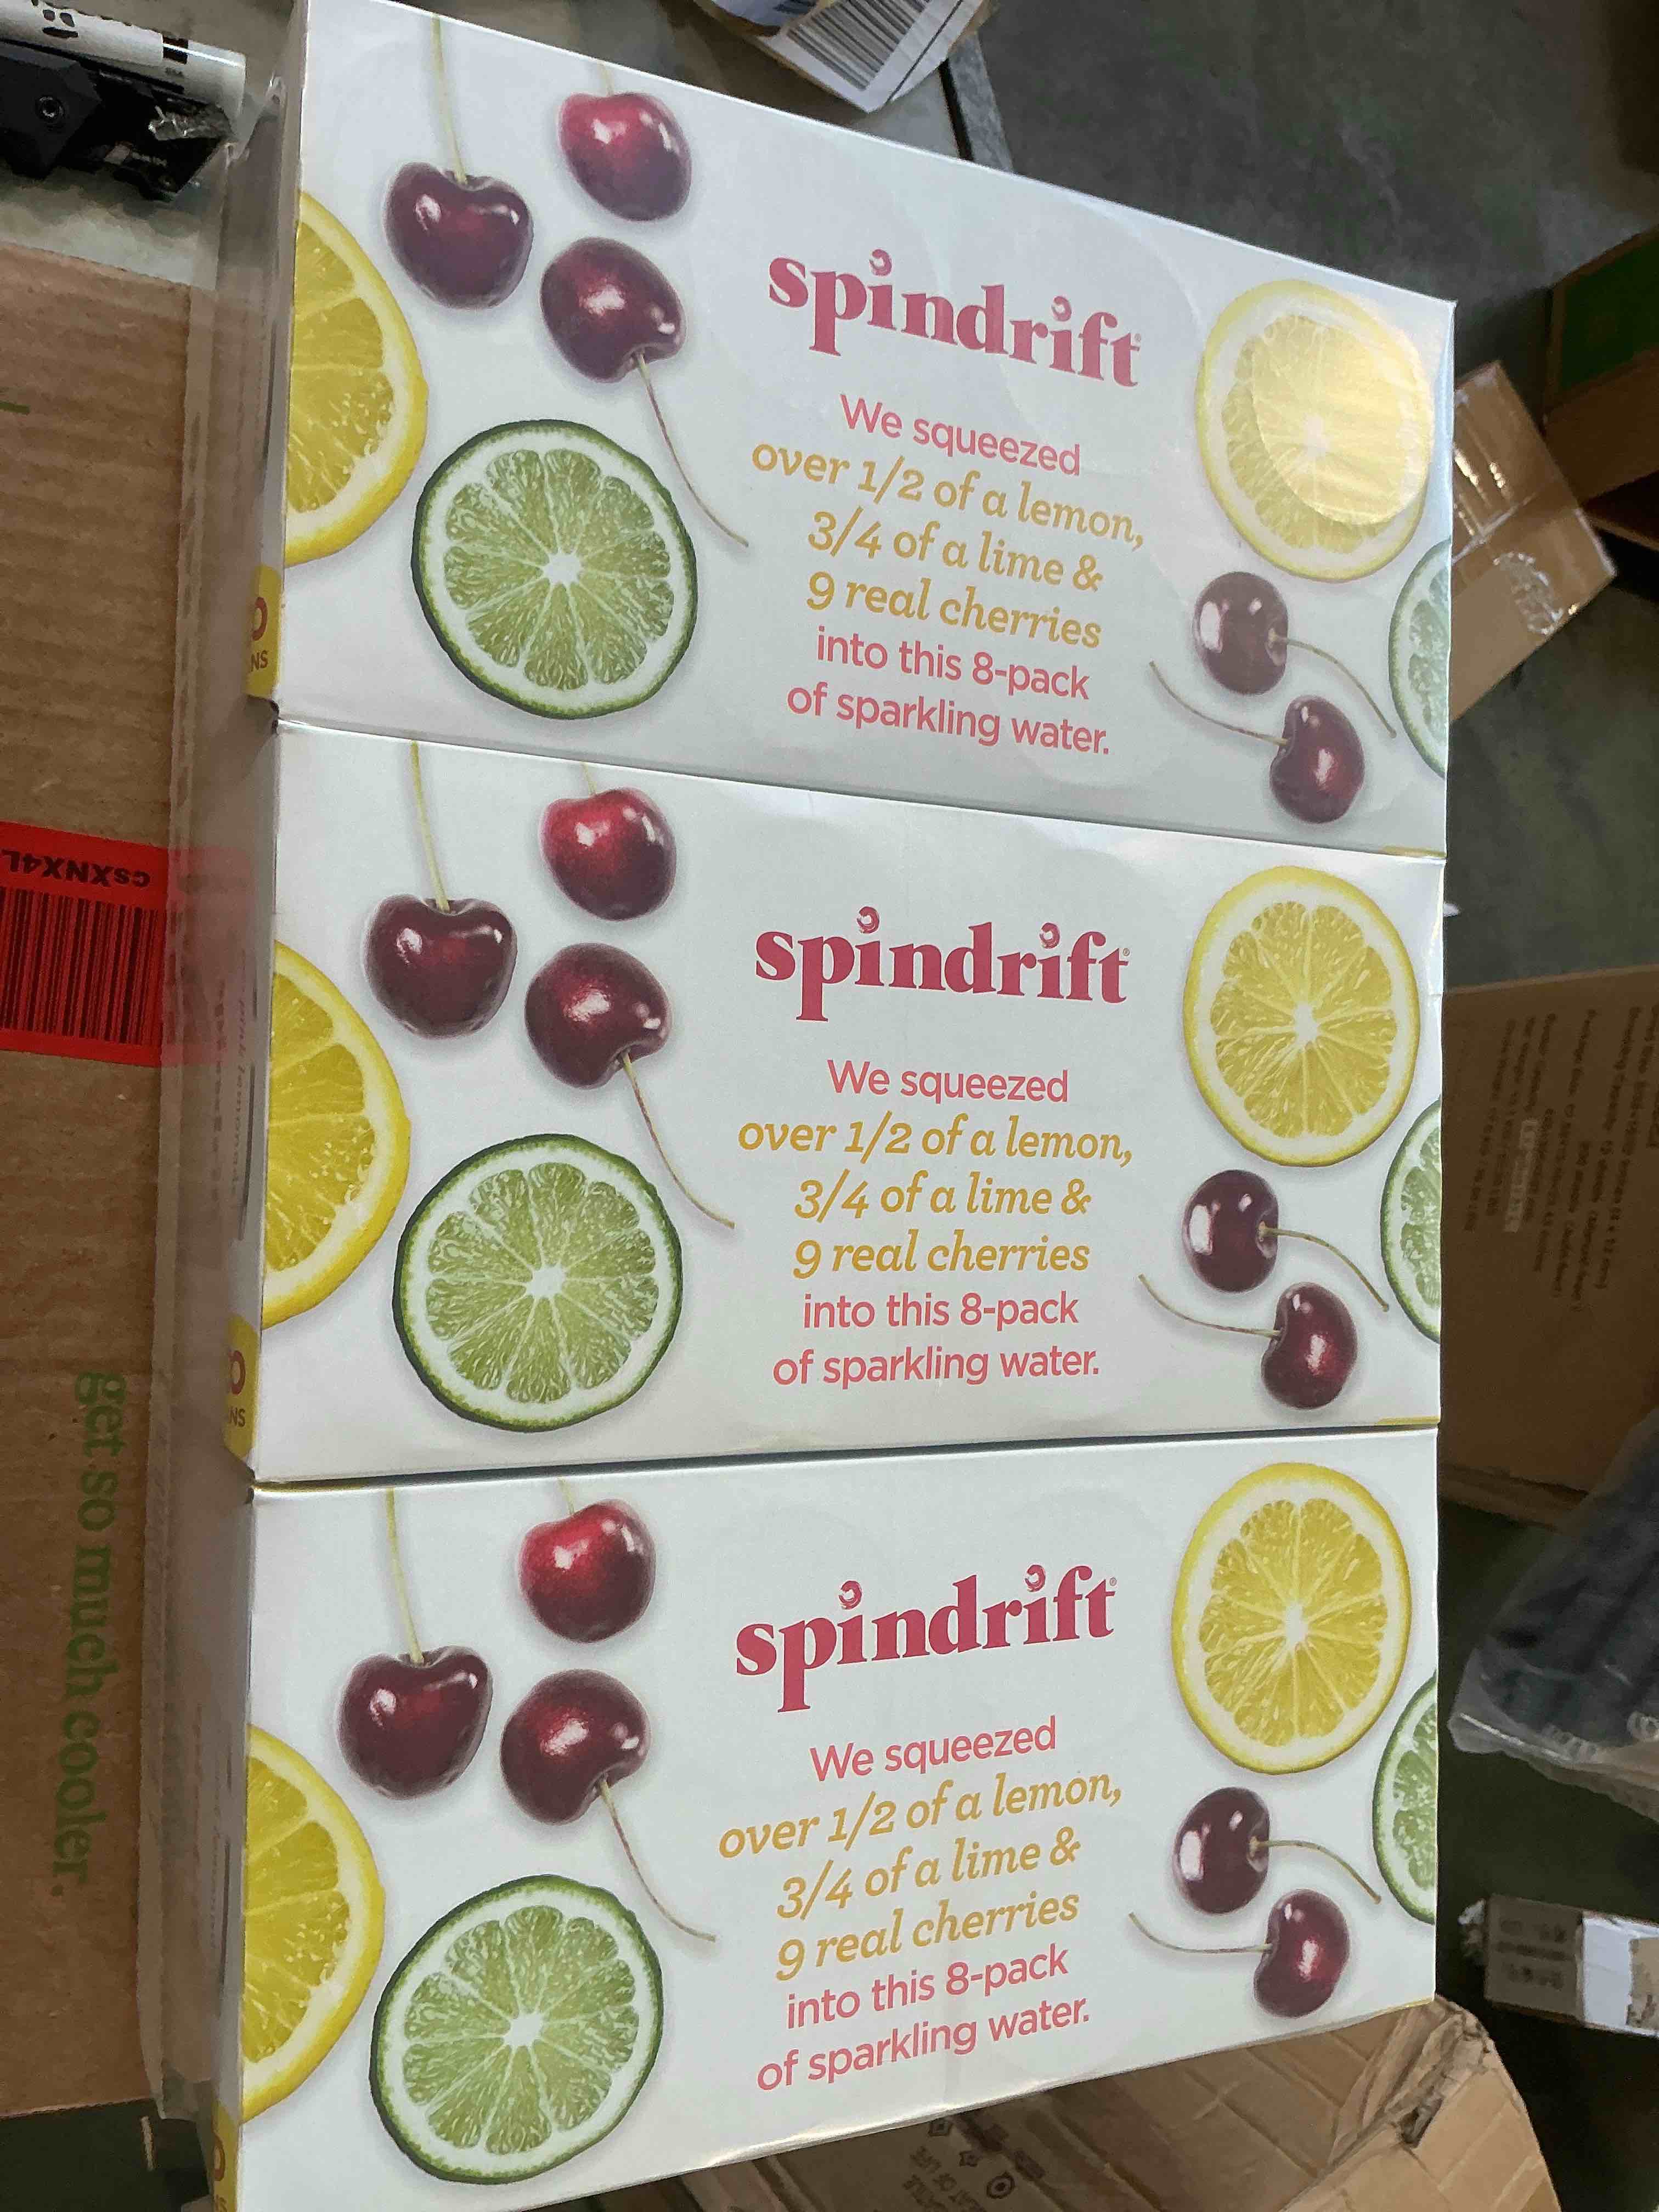 spindrift
We squeezed
over 1/2 of a lemon,
3/4 of a lime &
9 real cherries
into this 8-pack
of sparkling water.
spindrift
We squeezed
over 1/2 of a lemon,
3/4 of a lime &
9 real cherries
into this 8-pack
of sparkling water.
spindrift
We squeezed
over 1/2 of a lemon,
3/4 of a lime &
9 real cherries
into this 8-pack
of sparkling water.
csXNX4L
get so much cooler.